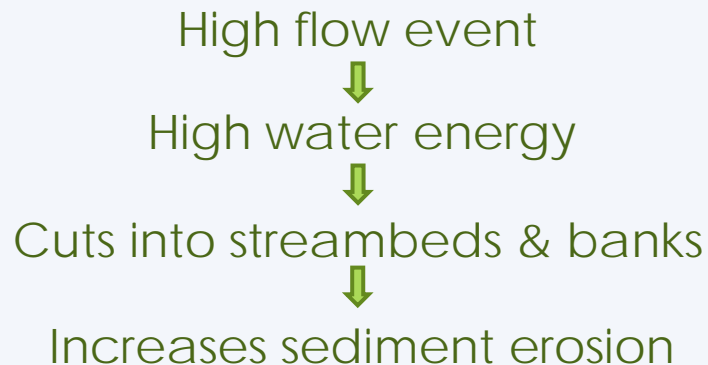 High flow event
High water energy
Cuts into streambeds & banks
Increases sediment erosion